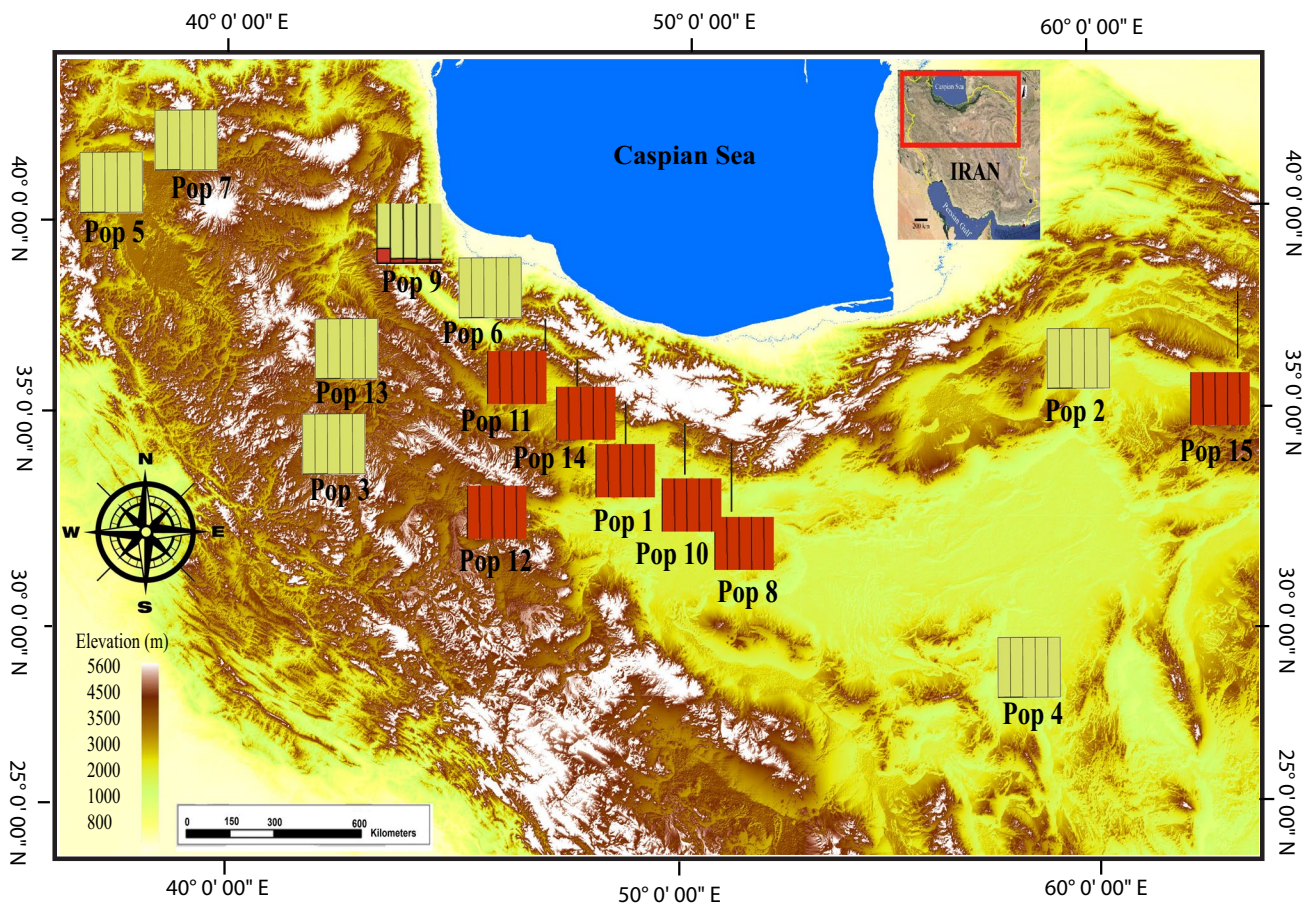 40° 0' 00" E
50° 0' 00" E
60° 0' 00" E
Caspian Sea
Caspian Sea
IRAN
Persian Gulf
200 km
40° 0' 00" N
40° 0' 00" N
Pop 7
Pop 5
Pop 9
Pop 6
Pop 13
Pop 11
Pop 2
35° 0' 00" N
35° 0' 00" N
Pop 14
Pop 15
Pop 3
Pop 1
Pop 12
Pop 10
Pop 8
N
W
E
S
30° 0' 00" N
30° 0' 00" N
Elevation (m)
5600
4500
3500
3000
2000
1000
800
Pop 4
25° 0' 00" N
25° 0' 00" N
0 150 300 600
Kilometers
40° 0' 00" E
50° 0' 00" E
60° 0' 00" E